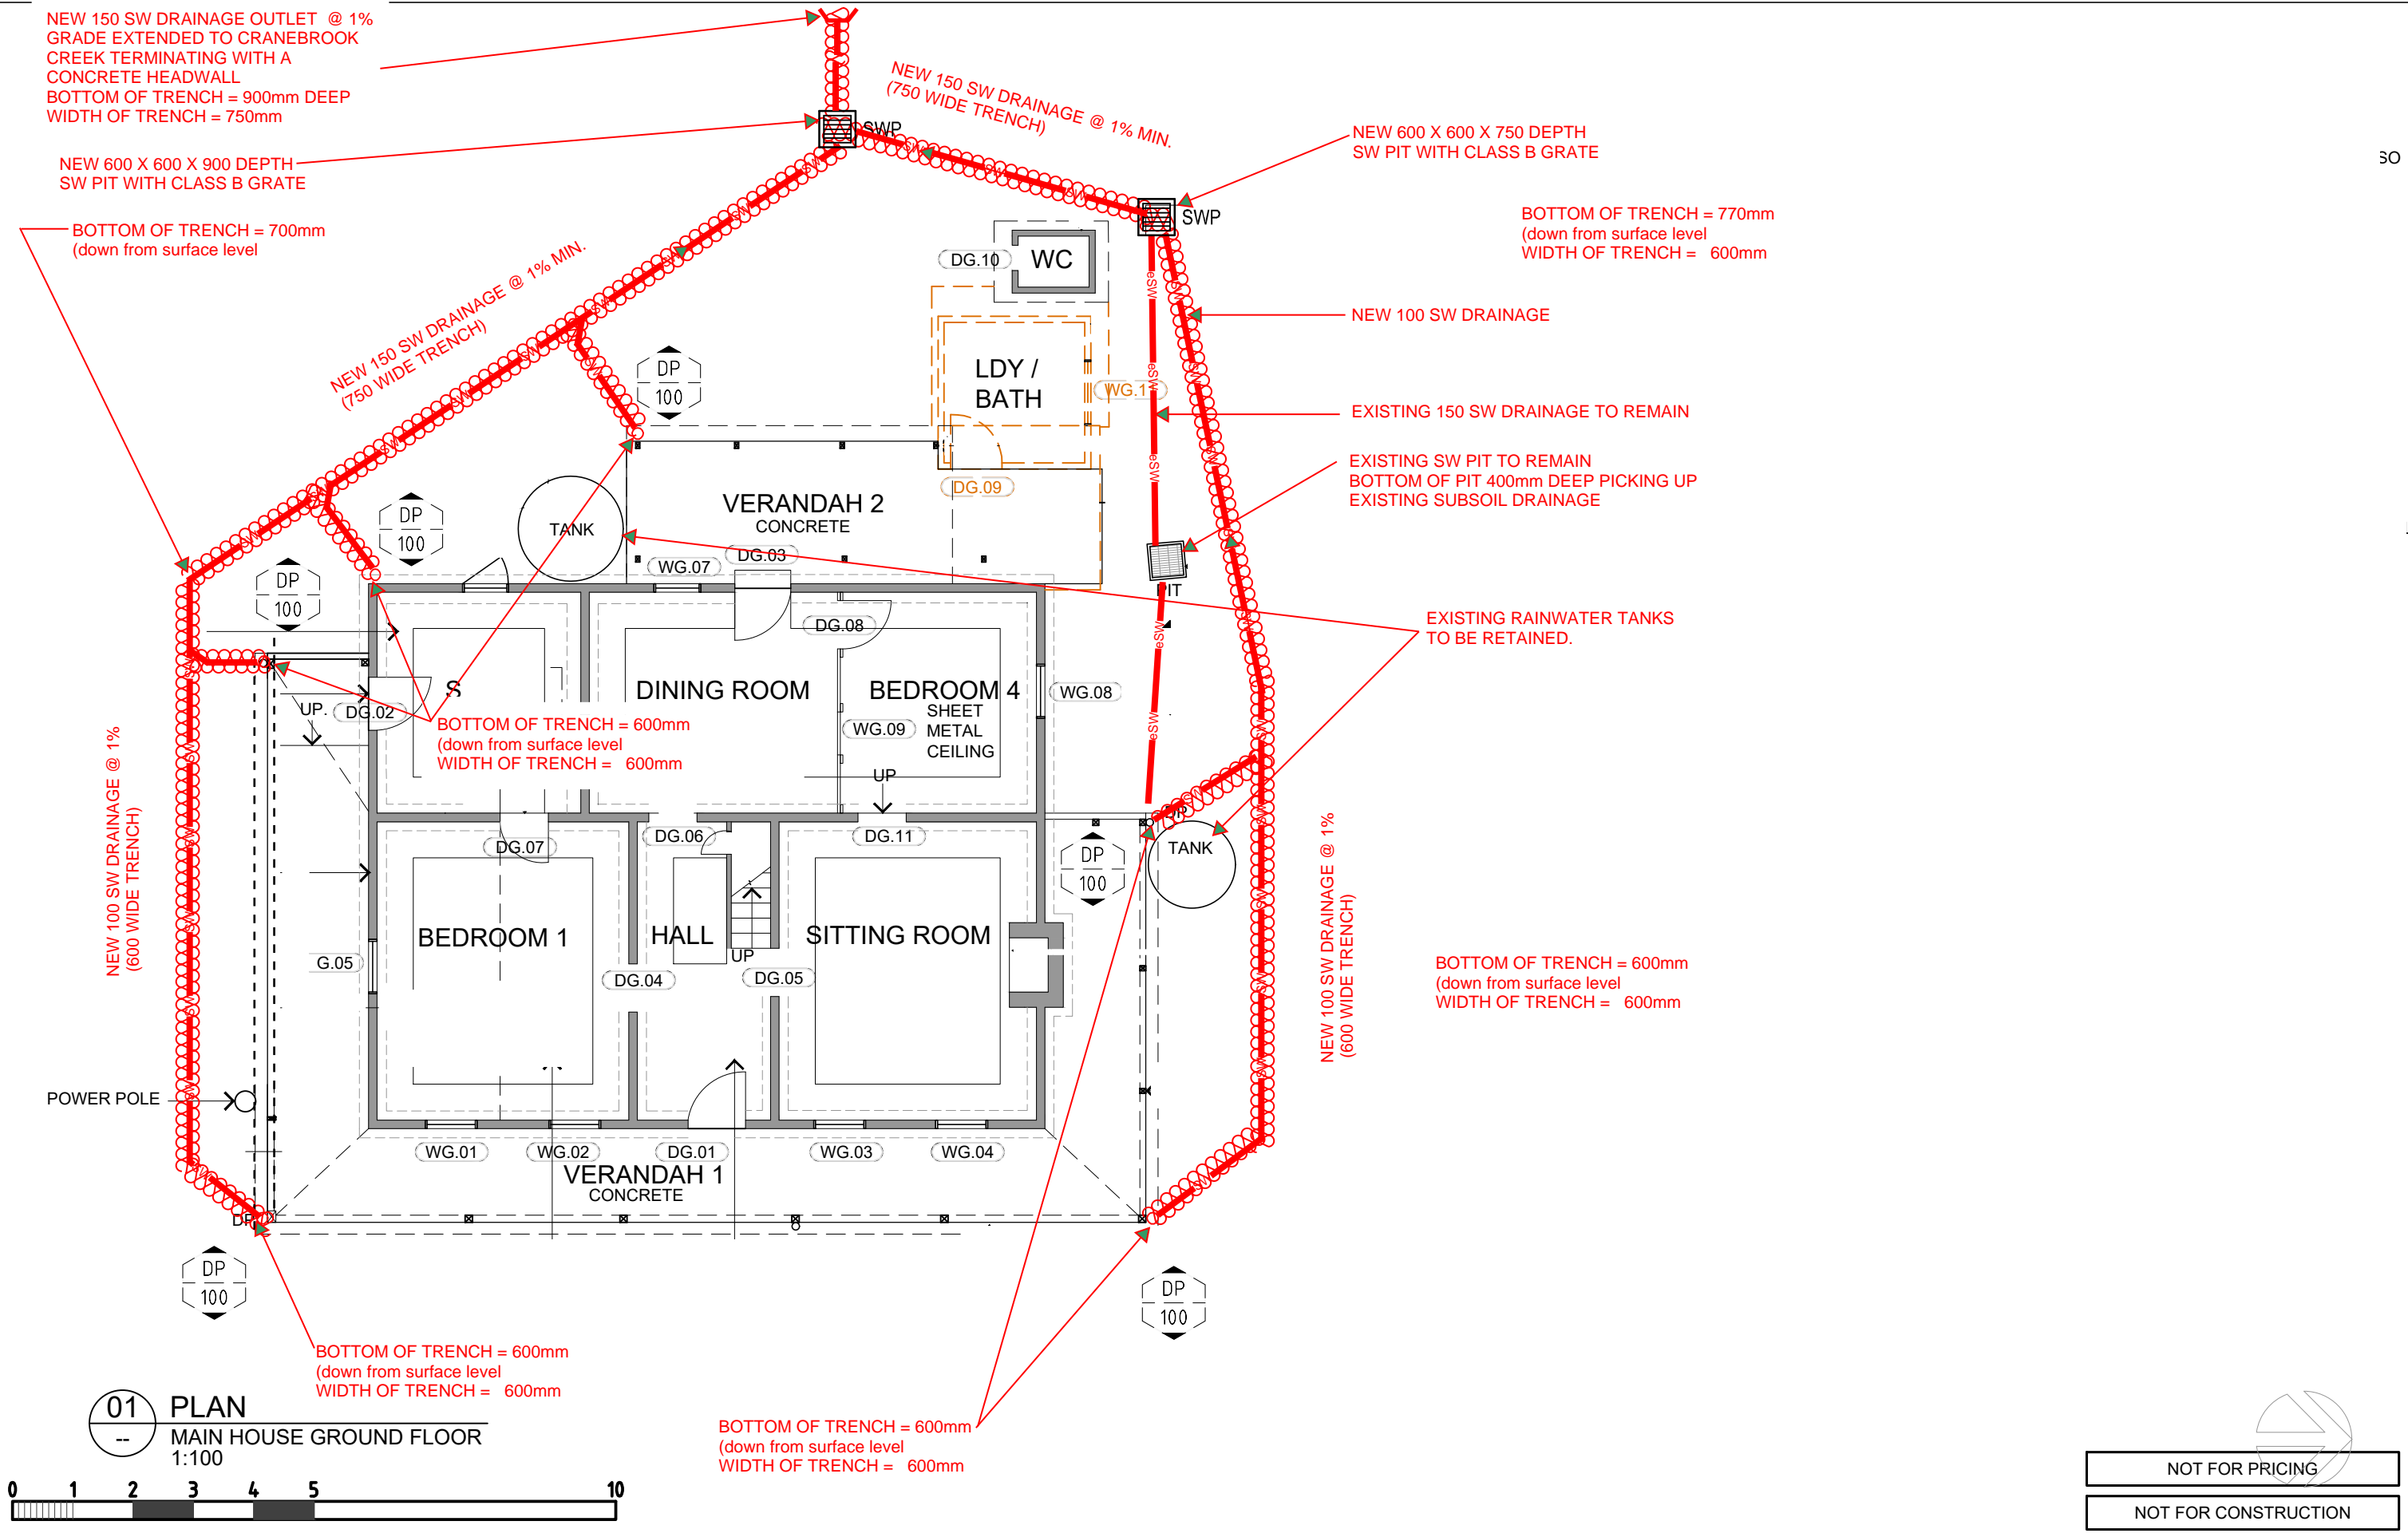 NEW 150 SW DRAINAGE OUTLET @ 1%
GRADE EXTENDED TO CRANEBROOK
CREEK TERMINATING WITH A
CONCRETE HEADWALL
BOTTOM OF TRENCH = 900mm DEEP
WIDTH OF TRENCH = 750mm
NEW 600 X 600 X 900 DEPTH
SW PIT WITH CLASS B GRATE
BOTTOM OF TRENCH = 700mm
(down from surface level
NEW 150 SW DRAINAGE @ 1% MIN.
(750 WIDE TRENCH)
NEW 150 SW DRAINAGE @ 1% MIN.
(750 WIDE TRENCH)
SWP
SWP
NEW 600 X 600 X 750 DEPTH
SW PIT WITH CLASS B GRATE
SO
BOTTOM OF TRENCH = 770mm
(down from surface level
WIDTH OF TRENCH = 600mm
NEW 100 SW DRAINAGE
EXISTING 150 SW DRAINAGE TO REMAIN
EXISTING SW PIT TO REMAIN
BOTTOM OF PIT 400mm DEEP PICKING UP
EXISTING SUBSOIL DRAINAGE
EXISTING RAINWATER TANKS
TO BE RETAINED.
DG.10
WC
LDY /
BATH
WG.1
DG.09
DP
100
DP
100
DP
100
TANK
VERANDAH 2
CONCRETE
WG.07
DG.03
DG.08
PIT
eSW
eSW
eSW
eSW
eSW
S
UP.
DG.02
DINING ROOM
BEDROOM 4
SHEET
METAL
CEILING
WG.08
WG.09
UP
BOTTOM OF TRENCH = 600mm
(down from surface level
WIDTH OF TRENCH = 600mm
NEW 100 SW DRAINAGE @ 1%
(600 WIDE TRENCH)
DG.07
DG.06
DG.11
DP
DP
100
TANK
BEDROOM 1
HALL
SITTING ROOM
UP
G.05
DG.04
DG.05
NEW 100 SW DRAINAGE @ 1%
(600 WIDE TRENCH)
BOTTOM OF TRENCH = 600mm
(down from surface level
WIDTH OF TRENCH = 600mm
POWER POLE
WG.01
WG.02
DG.01
WG.03
WG.04
VERANDAH 1
CONCRETE
DP
DP
100
DP
100
BOTTOM OF TRENCH = 600mm
(down from surface level
WIDTH OF TRENCH = 600mm
BOTTOM OF TRENCH = 600mm
(down from surface level
WIDTH OF TRENCH = 600mm
01
--
PLAN
MAIN HOUSE GROUND FLOOR
1:100
0 1 2 3 4 5 10
NOT FOR PRICING
NOT FOR CONSTRUCTION